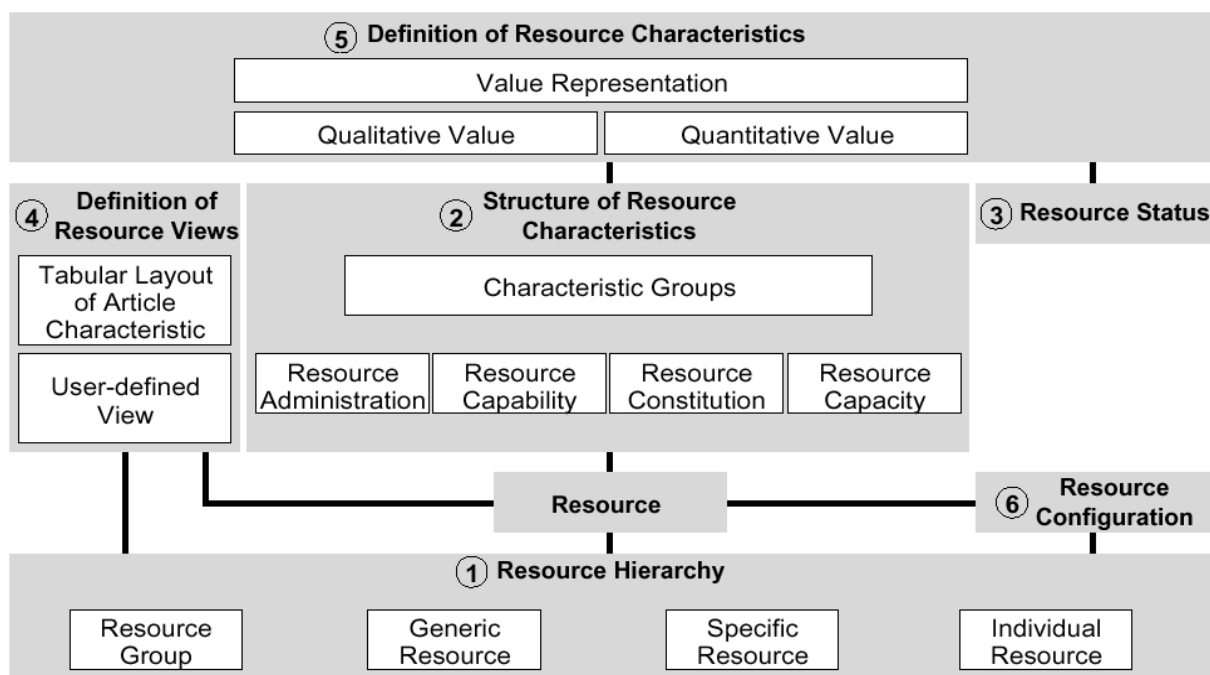 5 Definition of Resource Characteristics
Value Representation
Qualitative Value
Quantitative Value
4 Definition of
Resource Views
Tabular Layout
of Article
Characteristic
User-defined
View
2 Structure of Resource
Characteristics
Characteristic Groups
Resource
Administration
Resource
Capability
Resource
Constitution
Resource
Capacity
3 Resource Status
Resource
6 Resource
Configuration
1 Resource Hierarchy
Resource
Group
Generic
Resource
Specific
Resource
Individual
Resource